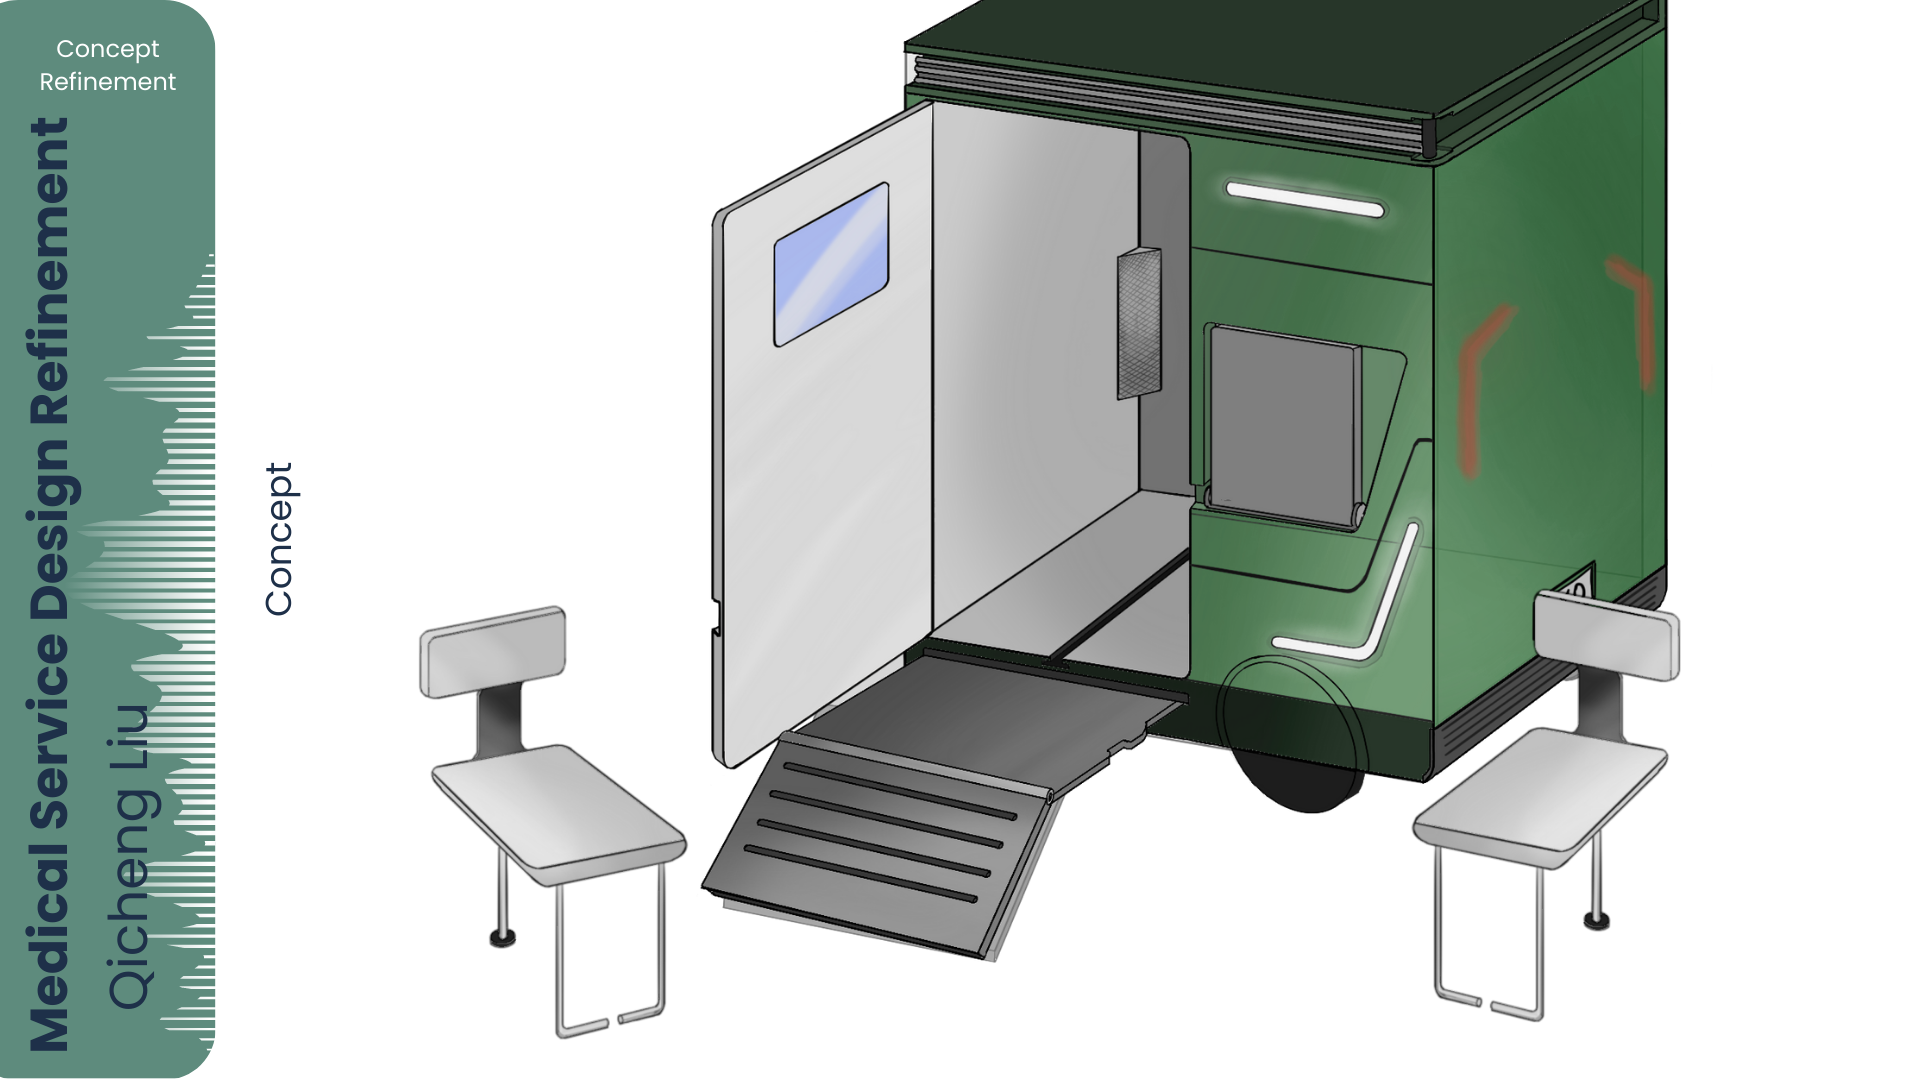 Concept
Refinement
Medical Service Design Refinement
Qicheng Liu
Concept